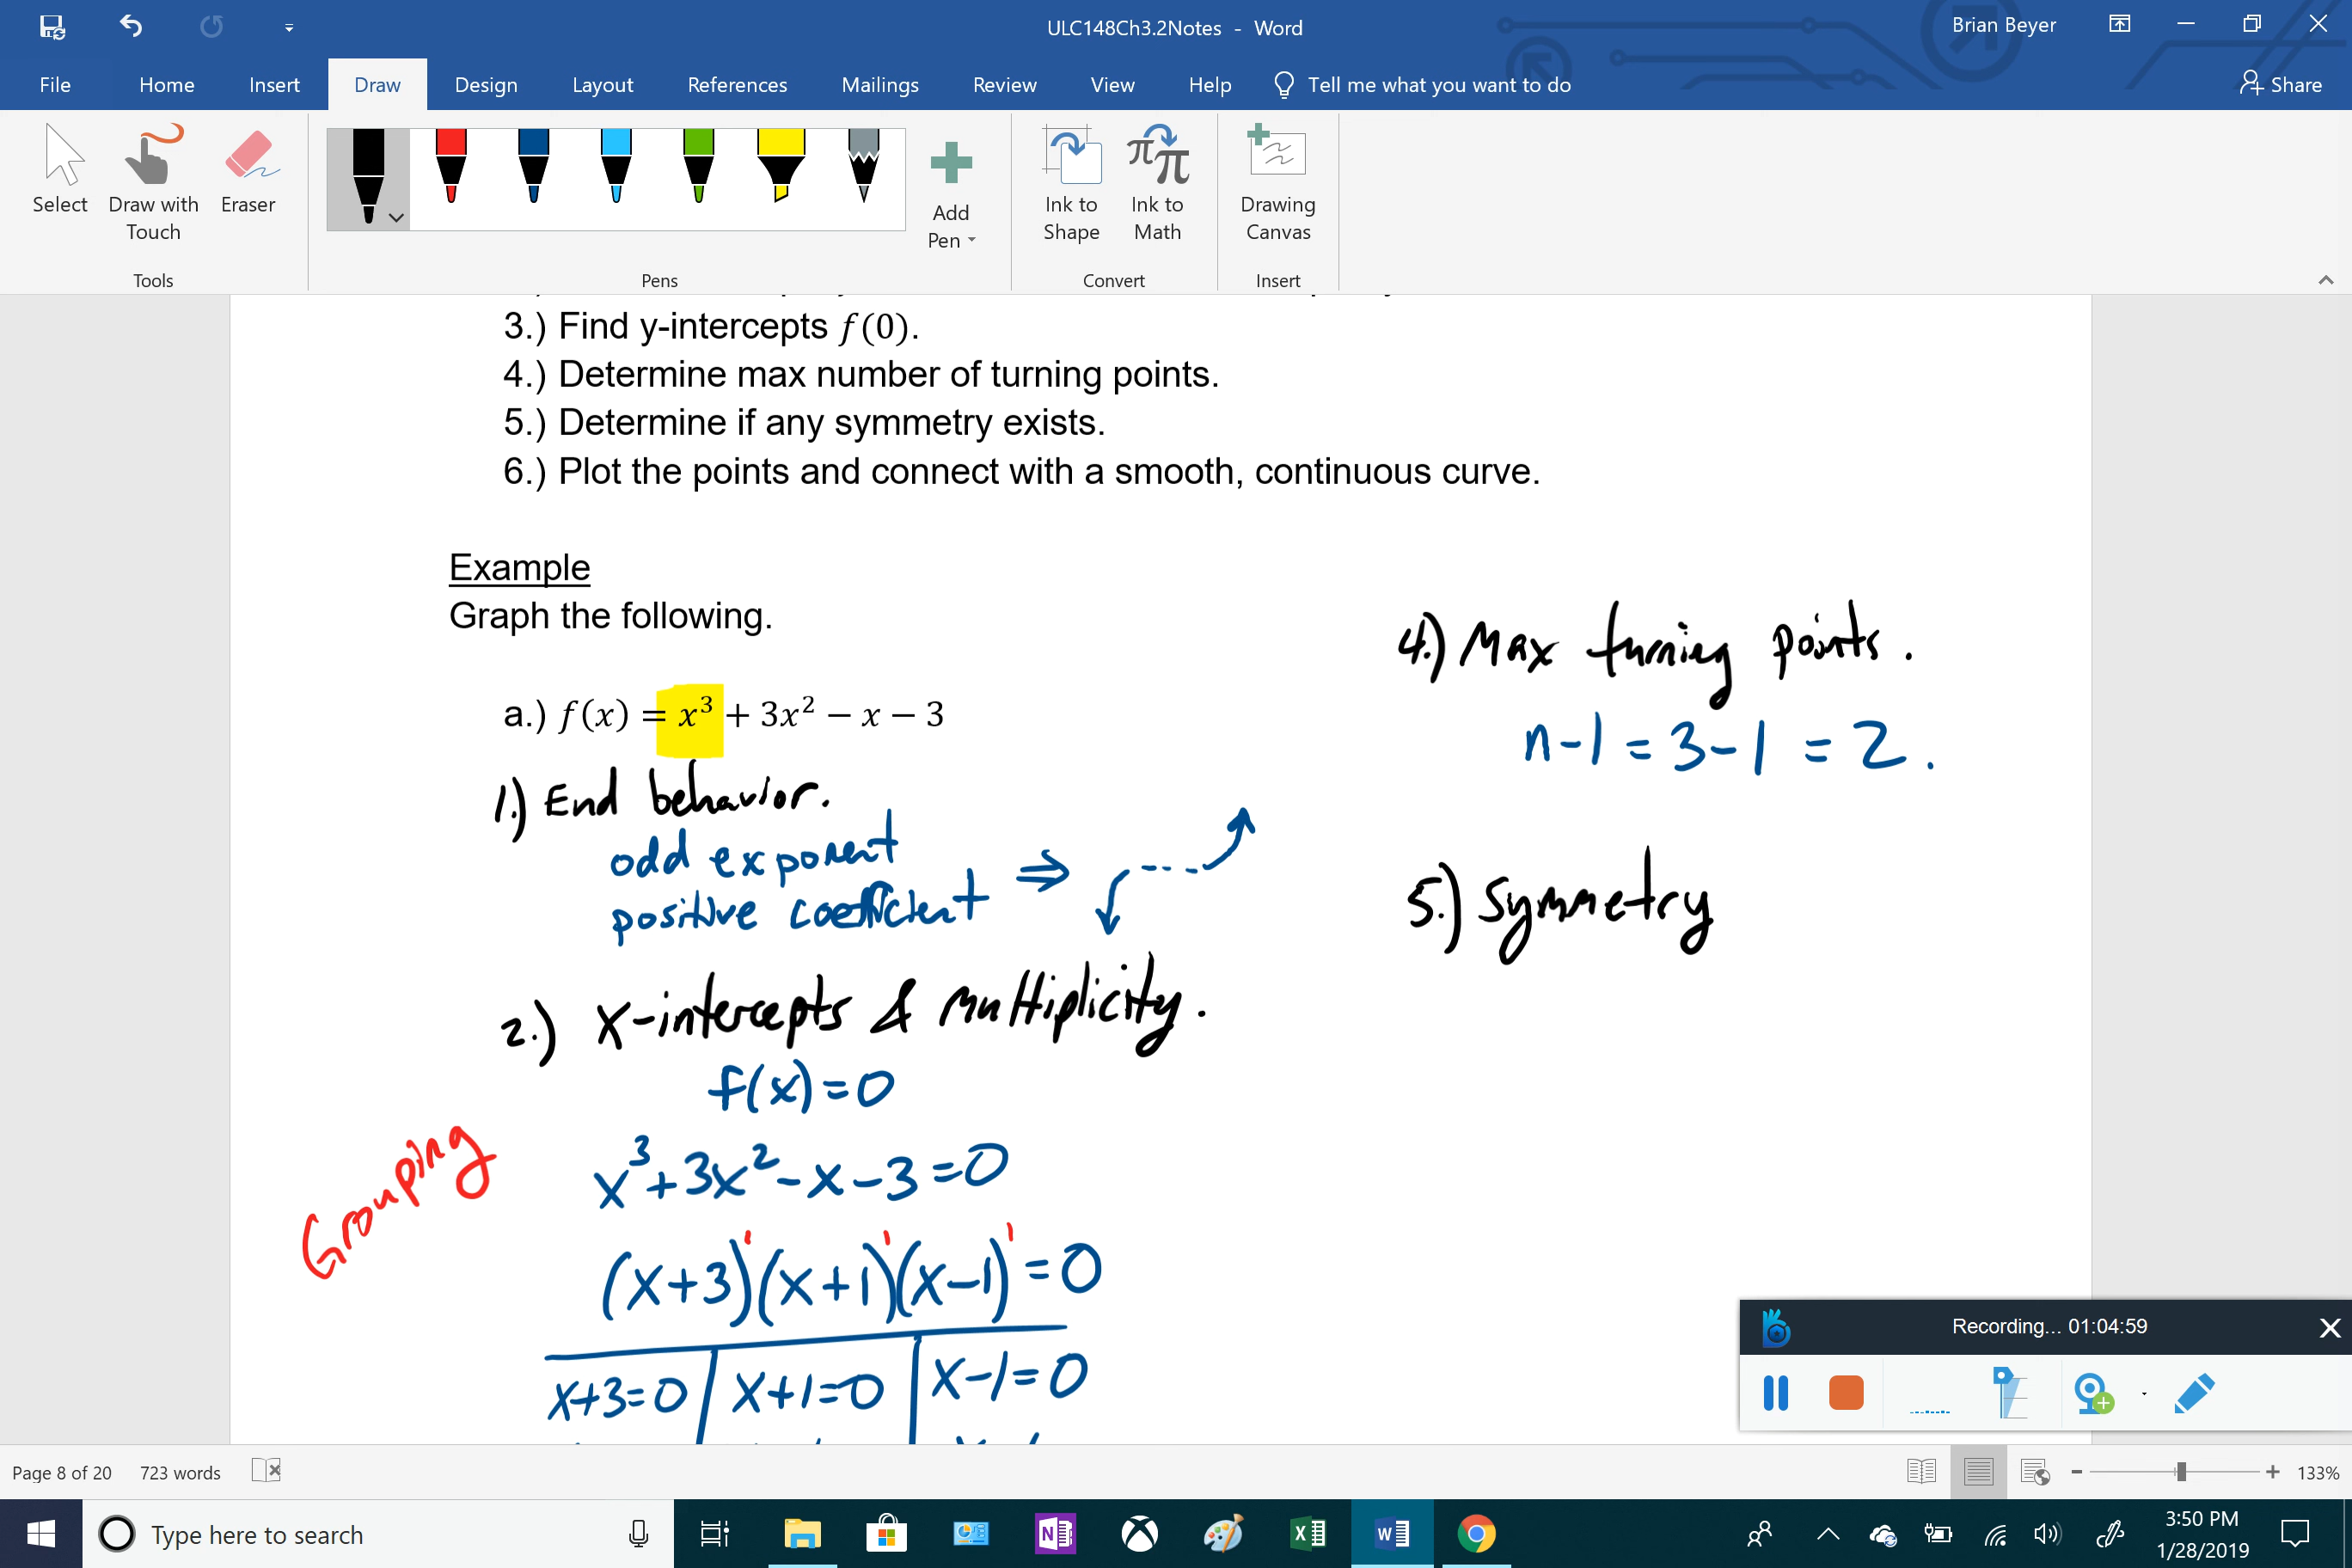 ULC148Ch3.2Notes - Word
Brian Beyer
File Home Insert Draw Design Layout References Mailings Review View Help Tell me what you want to do Share
Select
Draw with Touch
Eraser
Add Pen
Ink to Shape
Ink to Math
Drawing Canvas
Tools Pens Convert Insert
3.) Find y-intercepts f(0).
4.) Determine max number of turning points.
5.) Determine if any symmetry exists.
6.) Plot the points and connect with a smooth, continuous curve.
Example
Graph the following.
a.) f(x) = x³ + 3x² − x − 3
1.) End behavior.
odd exponent
positive coefficient ⇒
2.) x-intercepts & multiplicity.
f(x)=0
Grouping
x³+3x²-x-3=0
(x+3)¹(x+1)¹(x-1)¹=0
x+3=0 x+1=0 x-1=0
4.) Max turning points.
n-1 = 3-1 = 2.
5.) Symmetry
Recording... 01:04:59
Page 8 of 20 723 words
133%
Type here to search
3:50 PM
1/28/2019